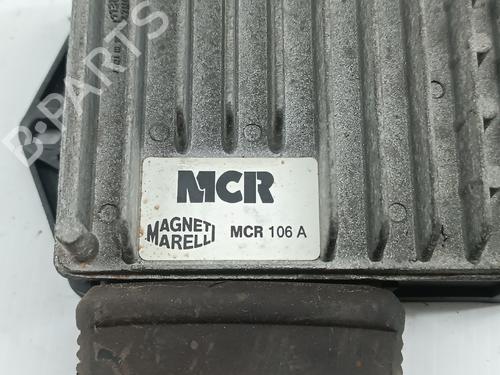 B-PARTS
MCR
MAGNETI
MARELLI
MCR 106 A